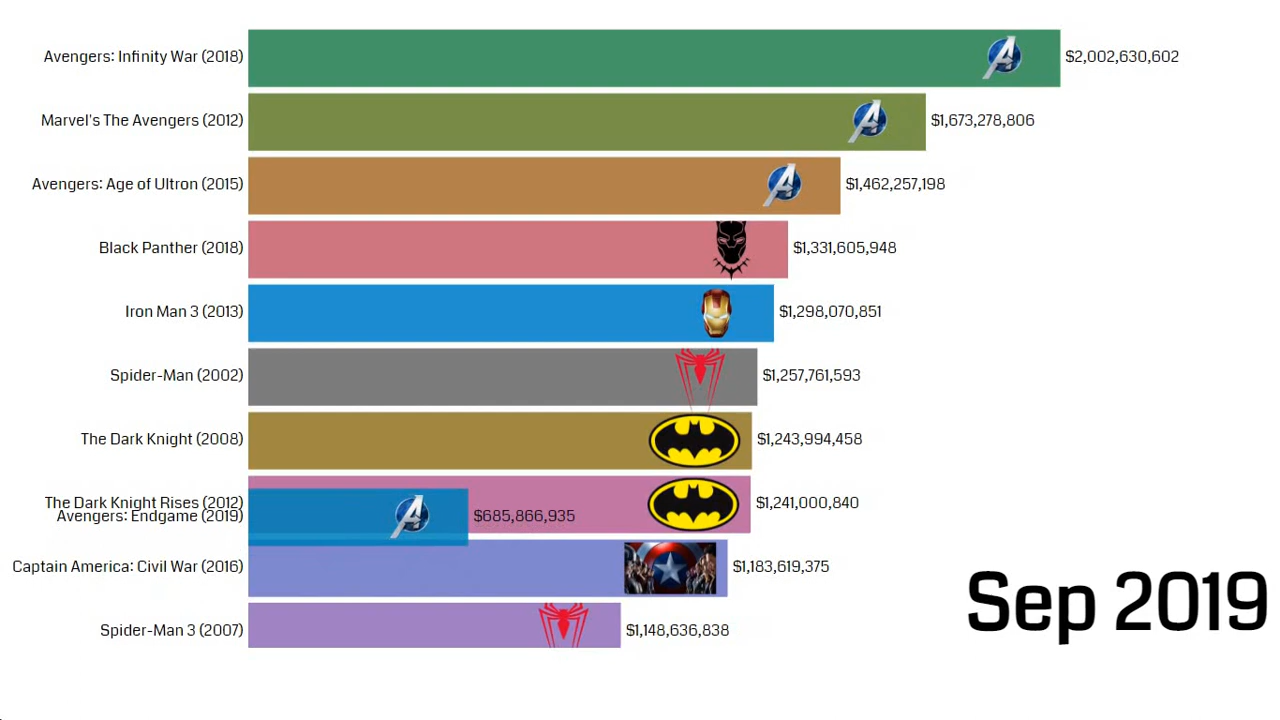 Avengers: Infinity War (2018) $2,002,630,602
Marvel's The Avengers (2012) $1,673,278,806
Avengers: Age of Ultron (2015) $1,462,257,198
Black Panther (2018) $1,331,605,948
Iron Man 3 (2013) $1,298,070,851
Spider-Man (2002) $1,257,761,593
The Dark Knight (2008) $1,243,994,458
The Dark Knight Rises (2012) $1,241,000,840
Avengers: Endgame (2019) $685,866,935
Captain America: Civil War (2016) $1,183,619,375
Spider-Man 3 (2007) $1,148,636,838
Sep 2019